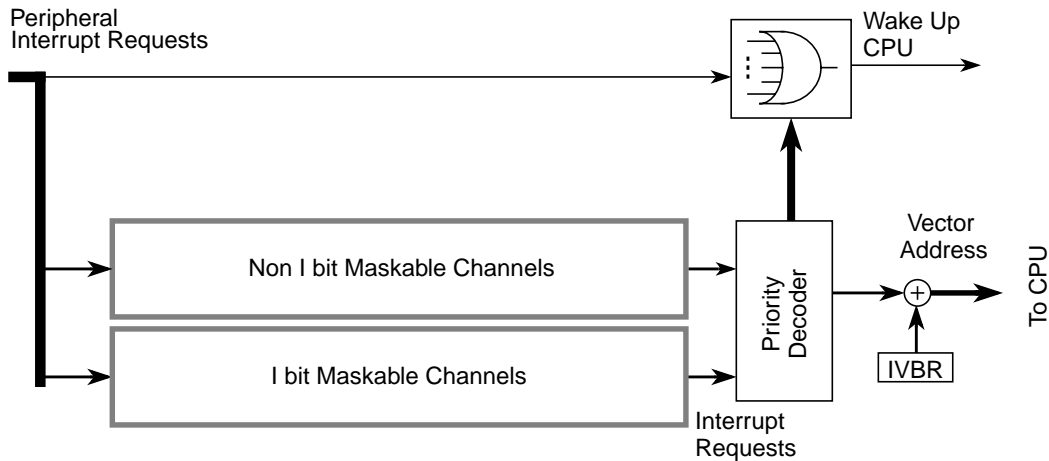 Peripheral
Interrupt Requests
Wake Up
CPU
Non I bit Maskable Channels
I bit Maskable Channels
Interrupt
Requests
Priority
Decoder
Vector
Address
+
IVBR
To CPU